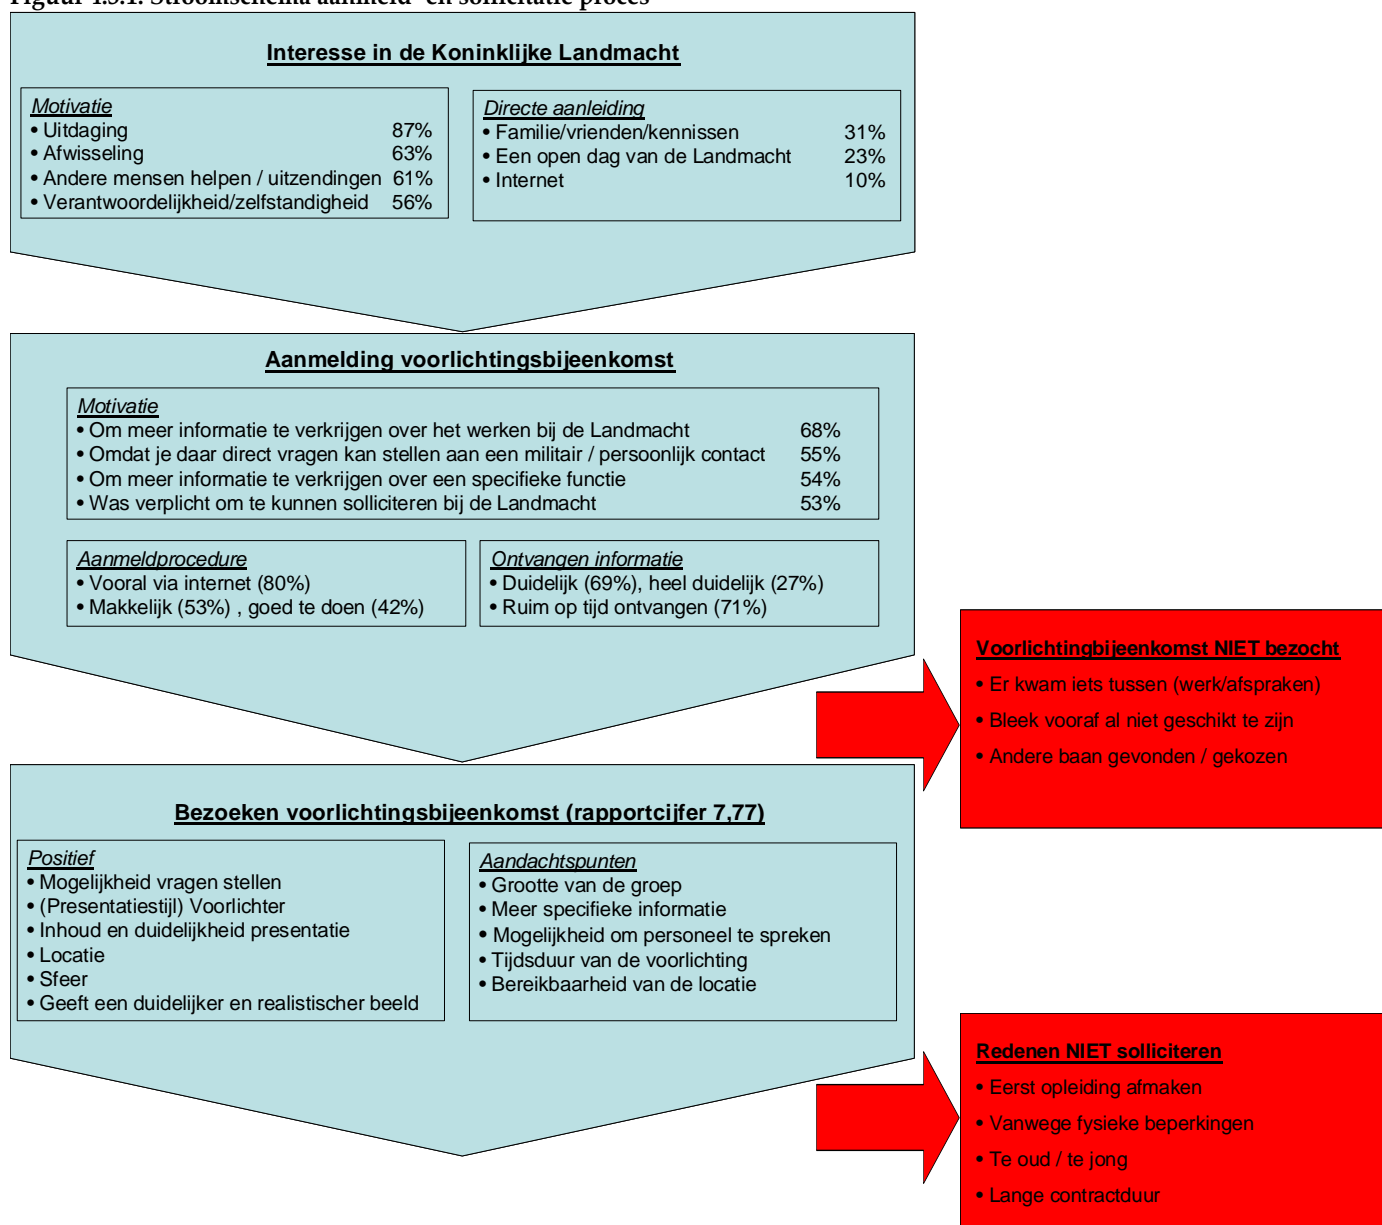 Figuur 4.3.1: Stroomschema aanmeld- en sollicitatie proces
Interesse in de Koninklijke Landmacht
Motivatie
• Uitdaging 87%
• Afwisseling 63%
• Andere mensen helpen / uitzendingen 61%
• Verantwoordelijkheid/zelfstandigheid 56%
Directe aanleiding
• Familie/vrienden/kennissen 31%
• Een open dag van de Landmacht 23%
• Internet 10%
Aanmelding voorlichtingsbijeenkomst
Motivatie
• Om meer informatie te verkrijgen over het werken bij de Landmacht 68%
• Omdat je daar direct vragen kan stellen aan een militair / persoonlijk contact 55%
• Om meer informatie te verkrijgen over een specifieke functie 54%
• Was verplicht om te kunnen solliciteren bij de Landmacht 53%
Aanmeldprocedure
• Vooral via internet (80%)
• Makkelijk (53%) , goed te doen (42%)
Ontvangen informatie
• Duidelijk (69%), heel duidelijk (27%)
• Ruim op tijd ontvangen (71%)
Voorlichtingbijeenkomst NIET bezocht
• Er kwam iets tussen (werk/afspraken)
• Bleek vooraf al niet geschikt te zijn
• Andere baan gevonden / gekozen
Bezoeken voorlichtingsbijeenkomst (rapportcijfer 7,77)
Positief
• Mogelijkheid vragen stellen
• (Presentatiestijl) Voorlichter
• Inhoud en duidelijkheid presentatie
• Locatie
• Sfeer
• Geeft een duidelijker en realistischer beeld
Aandachtspunten
• Grootte van de groep
• Meer specifieke informatie
• Mogelijkheid om personeel te spreken
• Tijdsduur van de voorlichting
• Bereikbaarheid van de locatie
Redenen NIET solliciteren
• Eerst opleiding afmaken
• Vanwege fysieke beperkingen
• Te oud / te jong
• Lange contractduur